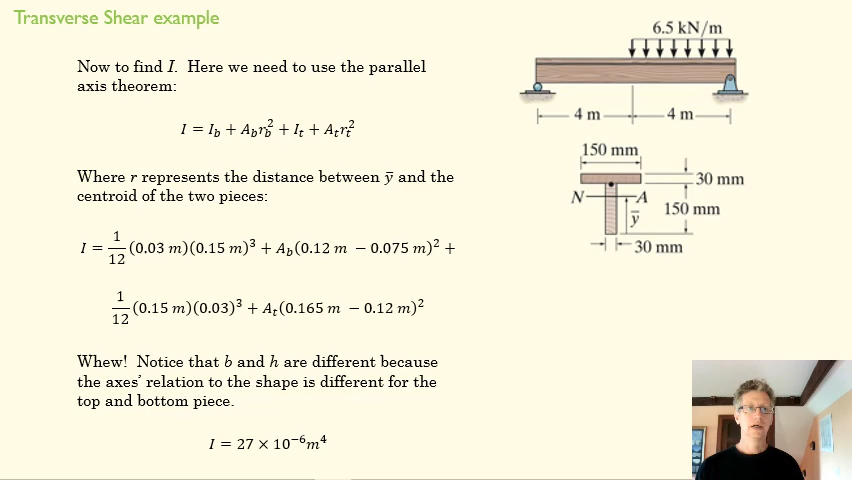 Transverse Shear example
Now to find I. Here we need to use the parallel
axis theorem:
I = I_b + A_b r_b^2 + I_t + A_t r_t^2
Where r represents the distance between ȳ and the
centroid of the two pieces:
I = 1/12 (0.03 m)(0.15 m)^3 + A_b(0.12 m − 0.075 m)^2 +
1/12 (0.15 m)(0.03)^3 + A_t(0.165 m − 0.12 m)^2
Whew! Notice that b and h are different because
the axes' relation to the shape is different for the
top and bottom piece.
I = 27 × 10^−6 m^4
6.5 kN/m
4 m
4 m
150 mm
30 mm
N
A
150 mm
ȳ
30 mm